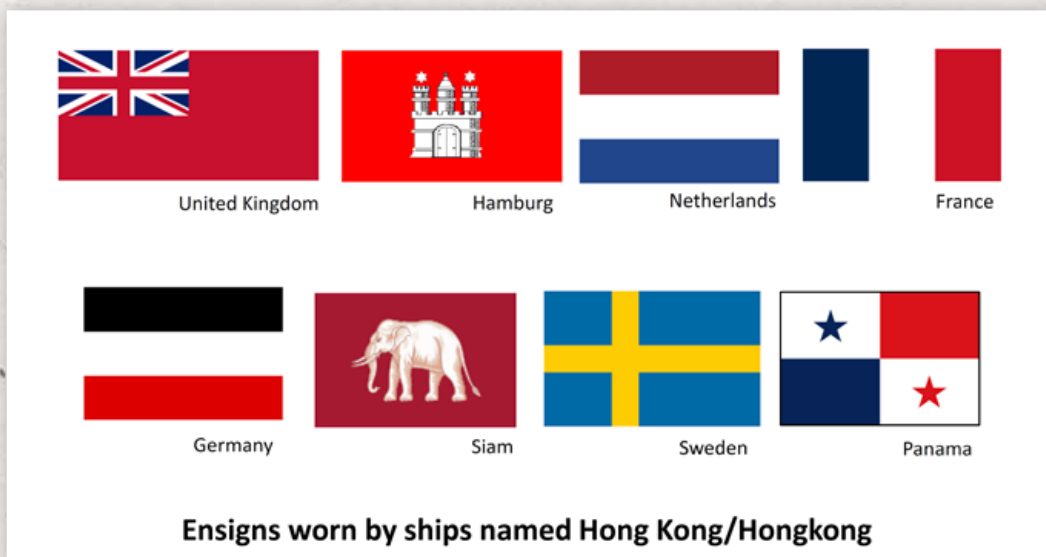 United Kingdom
Hamburg
Netherlands
France
Germany
Siam
Sweden
Panama
Ensigns worn by ships named Hong Kong/Hongkong